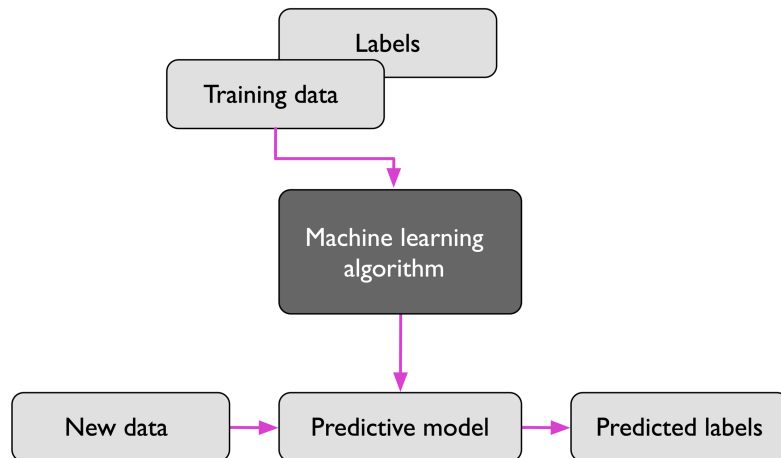 Labels
Training data
Machine learning
algorithm
New data
Predictive model
Predicted labels